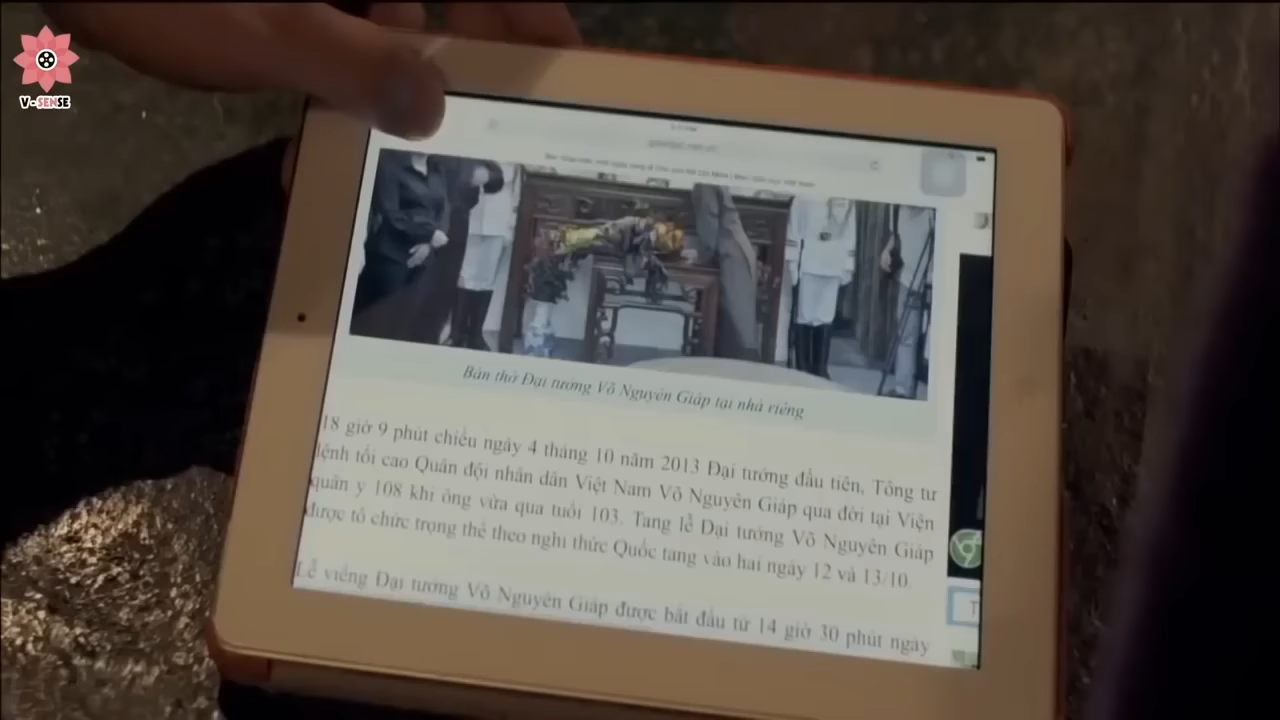 V-SENSE
Bàn thờ Đại tướng Võ Nguyên Giáp tại nhà riêng
18 giờ 9 phút chiều ngày 4 tháng 10 năm 2013 Đại tướng đầu tiên, Tổng tư
lệnh tối cao Quân đội nhân dân Việt Nam Võ Nguyên Giáp qua đời tại Viện
quân y 108 khi ông vừa qua tuổi 103. Tang lễ Đại tướng Võ Nguyên Giáp
được tổ chức trọng thể theo nghi thức Quốc tang vào hai ngày 12 và 13/10.
Lễ viếng Đại tướng Võ Nguyên Giáp được bắt đầu từ 14 giờ 30 phút ngày
T